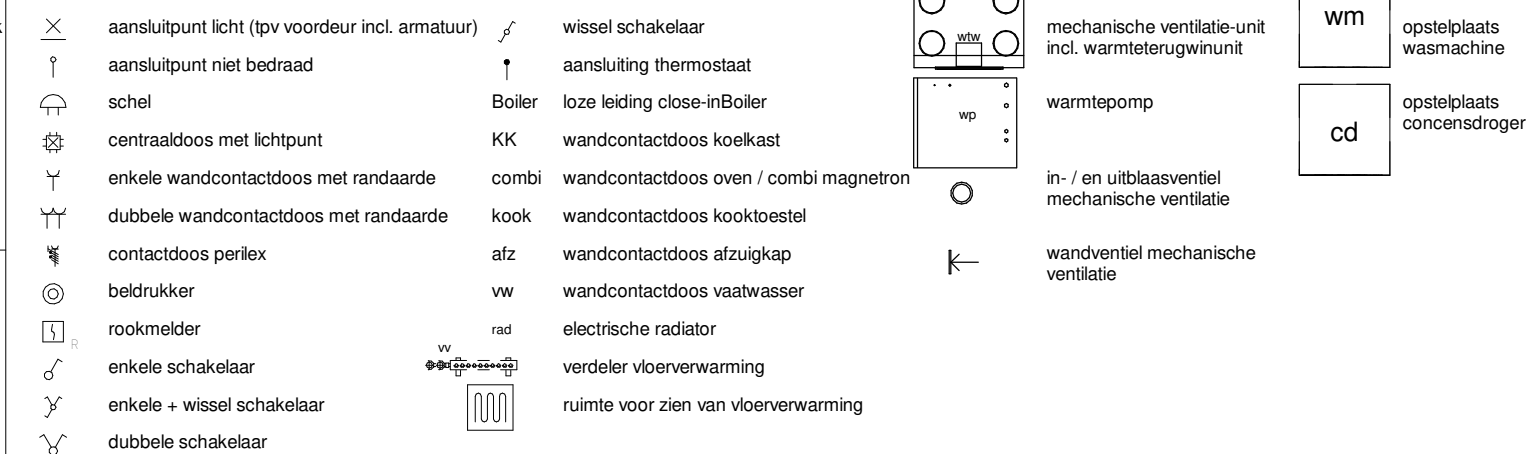 aansluitpunt licht (tpv voordeur incl. armatuur)
aansluitpunt niet bedraad
schel
centraaldoos met lichtpunt
enkele wandcontactdoos met randaarde
dubbele wandcontactdoos met randaarde
contactdoos perilex
beldrukker
rookmelder
R
enkele schakelaar
enkele + wissel schakelaar
dubbele schakelaar
wissel schakelaar
aansluiting thermostaat
Boiler loze leiding close-inBoiler
KK wandcontactdoos koelkast
combi wandcontactdoos oven / combi magnetron
kook wandcontactdoos kooktoestel
afz wandcontactdoos afzuigkap
vw wandcontactdoos vaatwasser
rad electrische radiator
vv
verdeler vloerverwarming
ruimte voor zien van vloerverwarming
wtw
mechanische ventilatie-unit
incl. warmteterugwinunit
wp
warmtepomp
in- / en uitblaasventiel
mechanische ventilatie
wandventiel mechanische
ventilatie
wm
opstelplaats
wasmachine
cd
opstelplaats
concensdroger